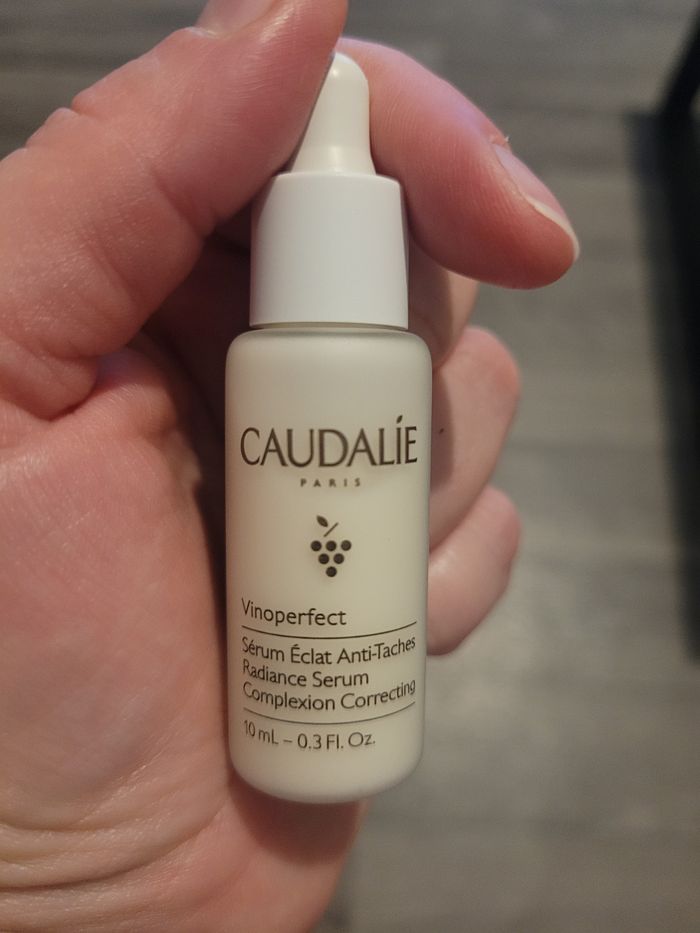 CAUDALÍE
PARIS
Vinoperfect
Sérum Éclat Anti-Taches
Radiance Serum
Complexion Correcting
10 mL – 0.3 Fl. Oz.